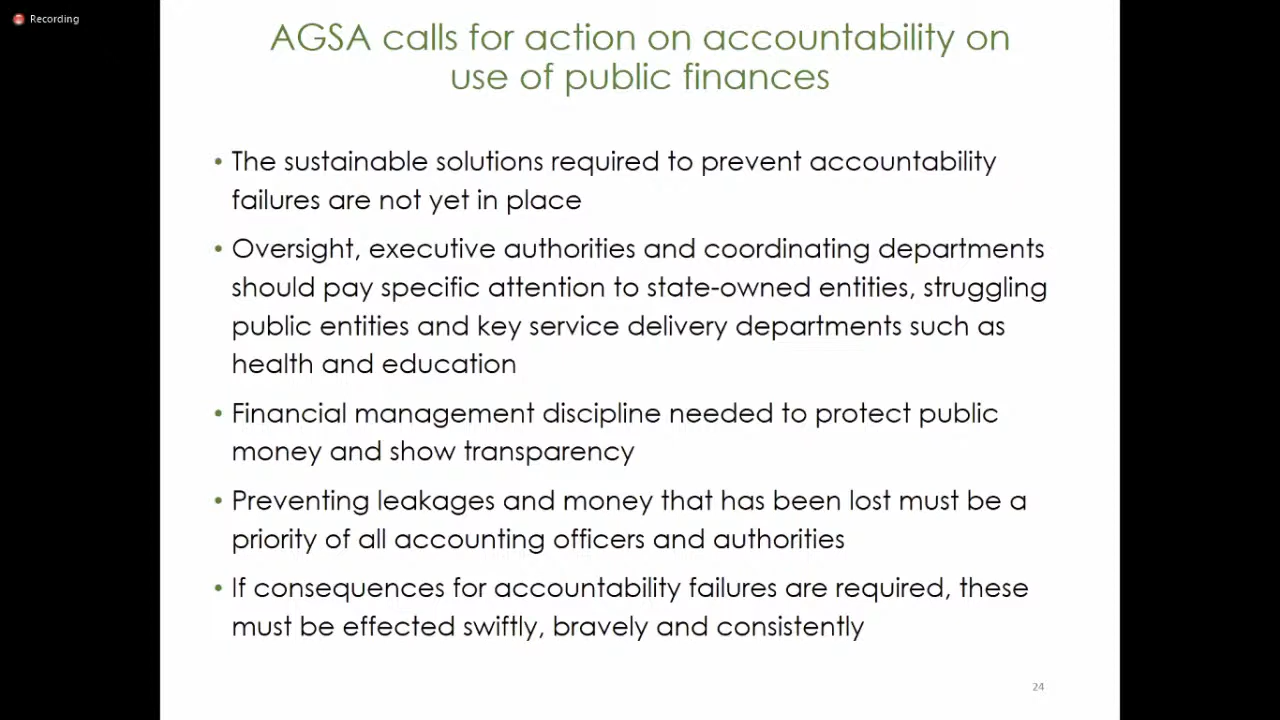 Recording
AGSA calls for action on accountability on
use of public finances
• The sustainable solutions required to prevent accountability
failures are not yet in place
• Oversight, executive authorities and coordinating departments
should pay specific attention to state-owned entities, struggling
public entities and key service delivery departments such as
health and education
• Financial management discipline needed to protect public
money and show transparency
• Preventing leakages and money that has been lost must be a
priority of all accounting officers and authorities
• If consequences for accountability failures are required, these
must be effected swiftly, bravely and consistently
24